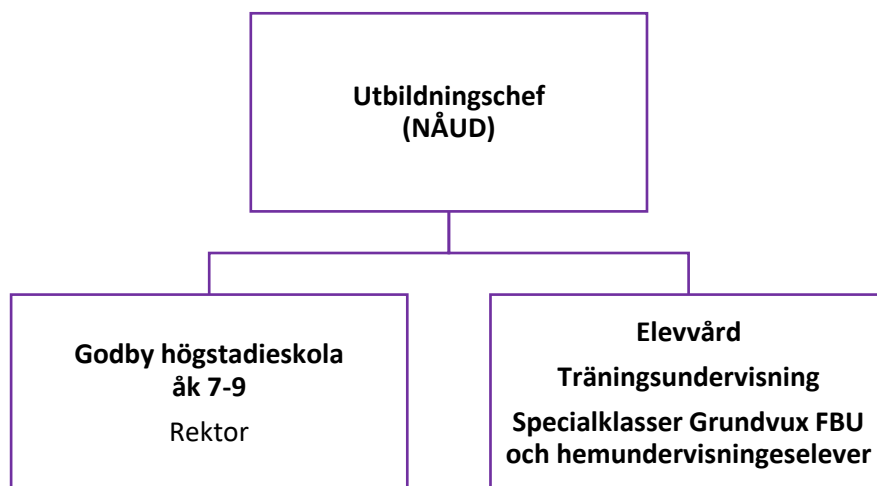 Utbildningschef
(NÅUD)
Godby högstadieskola
åk 7-9
Rektor
Elevvård
Träningsundervisning
Specialklasser Grundvux FBU
och hemundervisningeselever